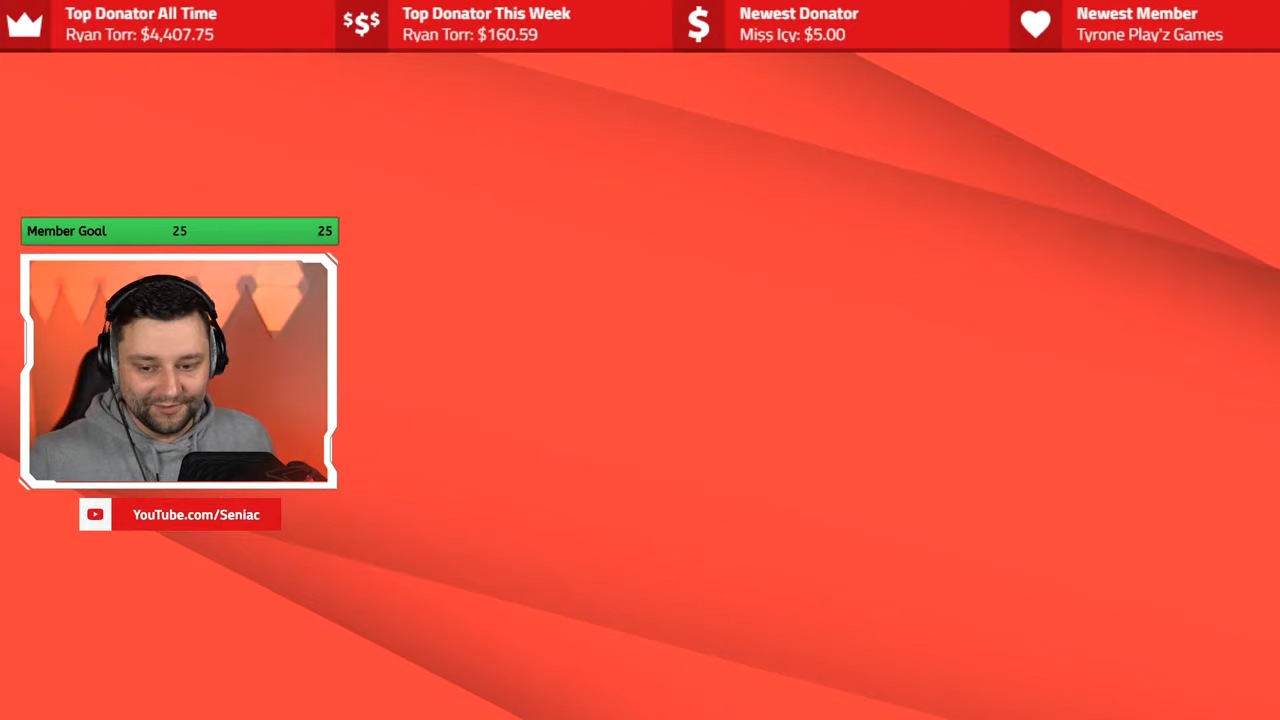 Top Donator All Time
Ryan Torr: $4,407.75
$$$
Top Donator This Week
Ryan Torr: $160.59
$
Newest Donator
Miss Icy: $5.00
Newest Member
Tyrone Play'z Games
Member Goal 25 25
YouTube.com/Seniac